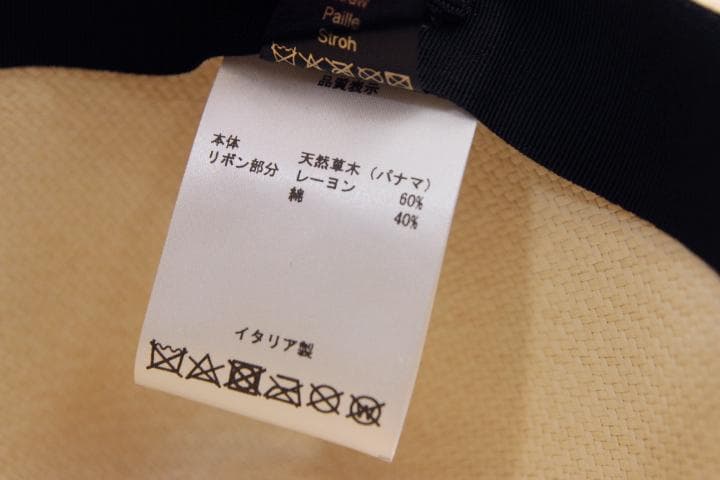 Paille
Stroh
品質表示
本体 天然草木 (パナマ)
リボン部分 レーヨン 60%
綿 40%
イタリア製